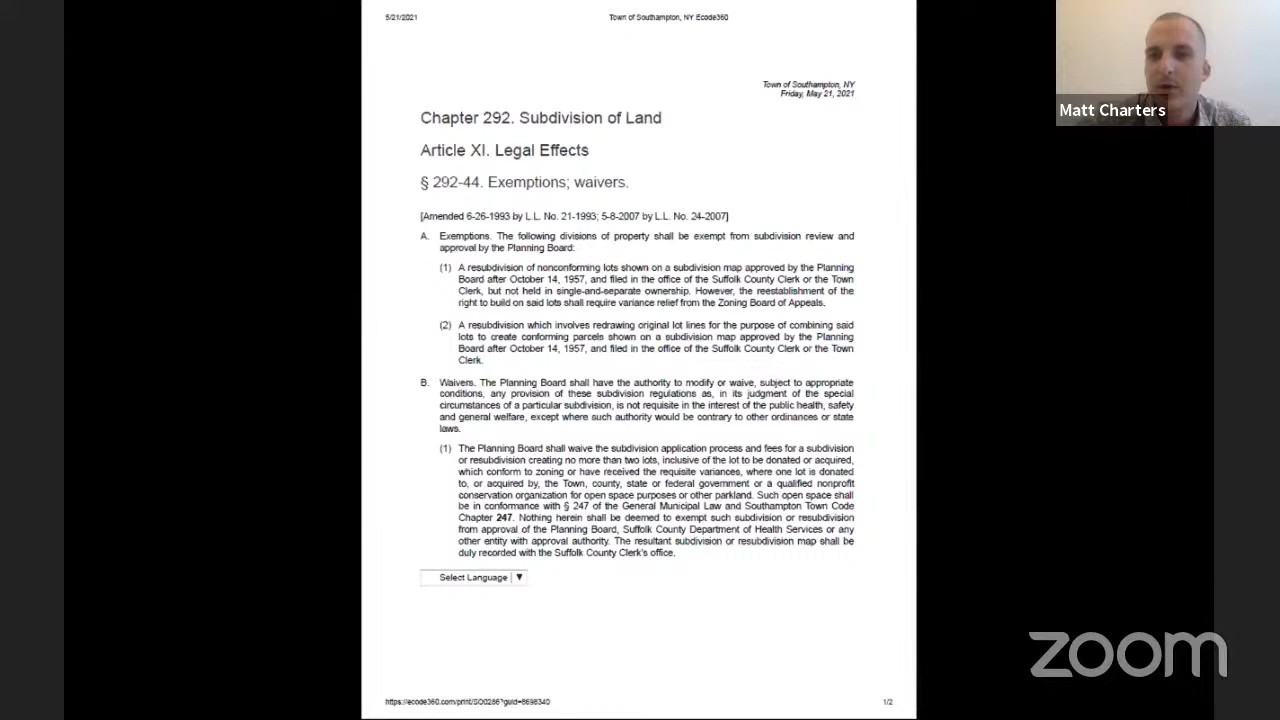 5/21/2021
Town of Southampton, NY Ecode360
Matt Charters
Town of Southampton, NY
Friday, May 21, 2021
Chapter 292. Subdivision of Land
Article XI. Legal Effects
§ 292-44. Exemptions; waivers.
[Amended 6-26-1993 by L.L. No. 21-1993; 5-8-2007 by L.L. No. 24-2007]
A. Exemptions. The following divisions of property shall be exempt from subdivision review and
approval by the Planning Board:
(1) A resubdivision of nonconforming lots shown on a subdivision map approved by the Planning
Board after October 14, 1957, and filed in the office of the Suffolk County Clerk or the Town
Clerk, but not held in single-and-separate ownership. However, the reestablishment of the
right to build on said lots shall require variance relief from the Zoning Board of Appeals.
(2) A resubdivision which involves redrawing original lot lines for the purpose of combining said
lots to create conforming parcels shown on a subdivision map approved by the Planning
Board after October 14, 1957, and filed in the office of the Suffolk County Clerk or the Town
Clerk.
B. Waivers. The Planning Board shall have the authority to modify or waive, subject to appropriate
conditions, any provision of these subdivision regulations as, in its judgment of the special
circumstances of a particular subdivision, is not requisite in the interest of the public health, safety
and general welfare, except where such authority would be contrary to other ordinances or state
laws.
(1) The Planning Board shall waive the subdivision application process and fees for a subdivision
or resubdivision creating no more than two lots, inclusive of the lot to be donated or acquired,
which conform to zoning or have received the requisite variances, where one lot is donated
to, or acquired by, the Town, county, state or federal government or a qualified nonprofit
conservation organization for open space purposes or other parkland. Such open space shall
be in conformance with § 247 of the General Municipal Law and Southampton Town Code
Chapter 247. Nothing herein shall be deemed to exempt such subdivision or resubdivision
from approval of the Planning Board, Suffolk County Department of Health Services or any
other entity with approval authority. The resultant subdivision or resubdivision map shall be
duly recorded with the Suffolk County Clerk's office.
Select Language ▼
zoom
https://ecode360.com/print/SO0286?guid=8698340
1/2